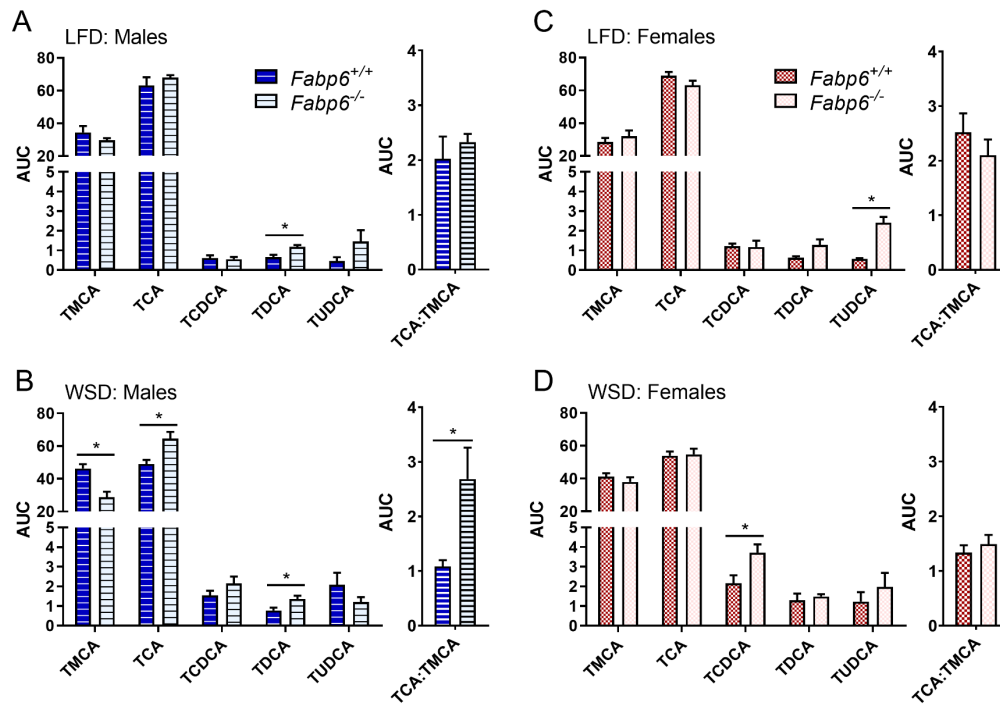 A
LFD: Males
AUC
80
60
40
20
5
4
3
2
1
0
Fabp6+/+
Fabp6-/-
*
TMCA
TCA
TCDCA
TDCA
TUDCA
AUC
4
3
2
1
0
TCA:TMCA
C
LFD: Females
AUC
80
60
40
20
5
4
3
2
1
0
Fabp6+/+
Fabp6-/-
*
TMCA
TCA
TCDCA
TDCA
TUDCA
AUC
4
3
2
1
0
TCA:TMCA
B
WSD: Males
AUC
80
60
40
20
5
4
3
2
1
0
*
*
*
TMCA
TCA
TCDCA
TDCA
TUDCA
AUC
4
3
2
1
0
*
TCA:TMCA
D
WSD: Females
AUC
80
60
40
20
5
4
3
2
1
0
*
TMCA
TCA
TCDCA
TDCA
TUDCA
AUC
4
3
2
1
0
TCA:TMCA